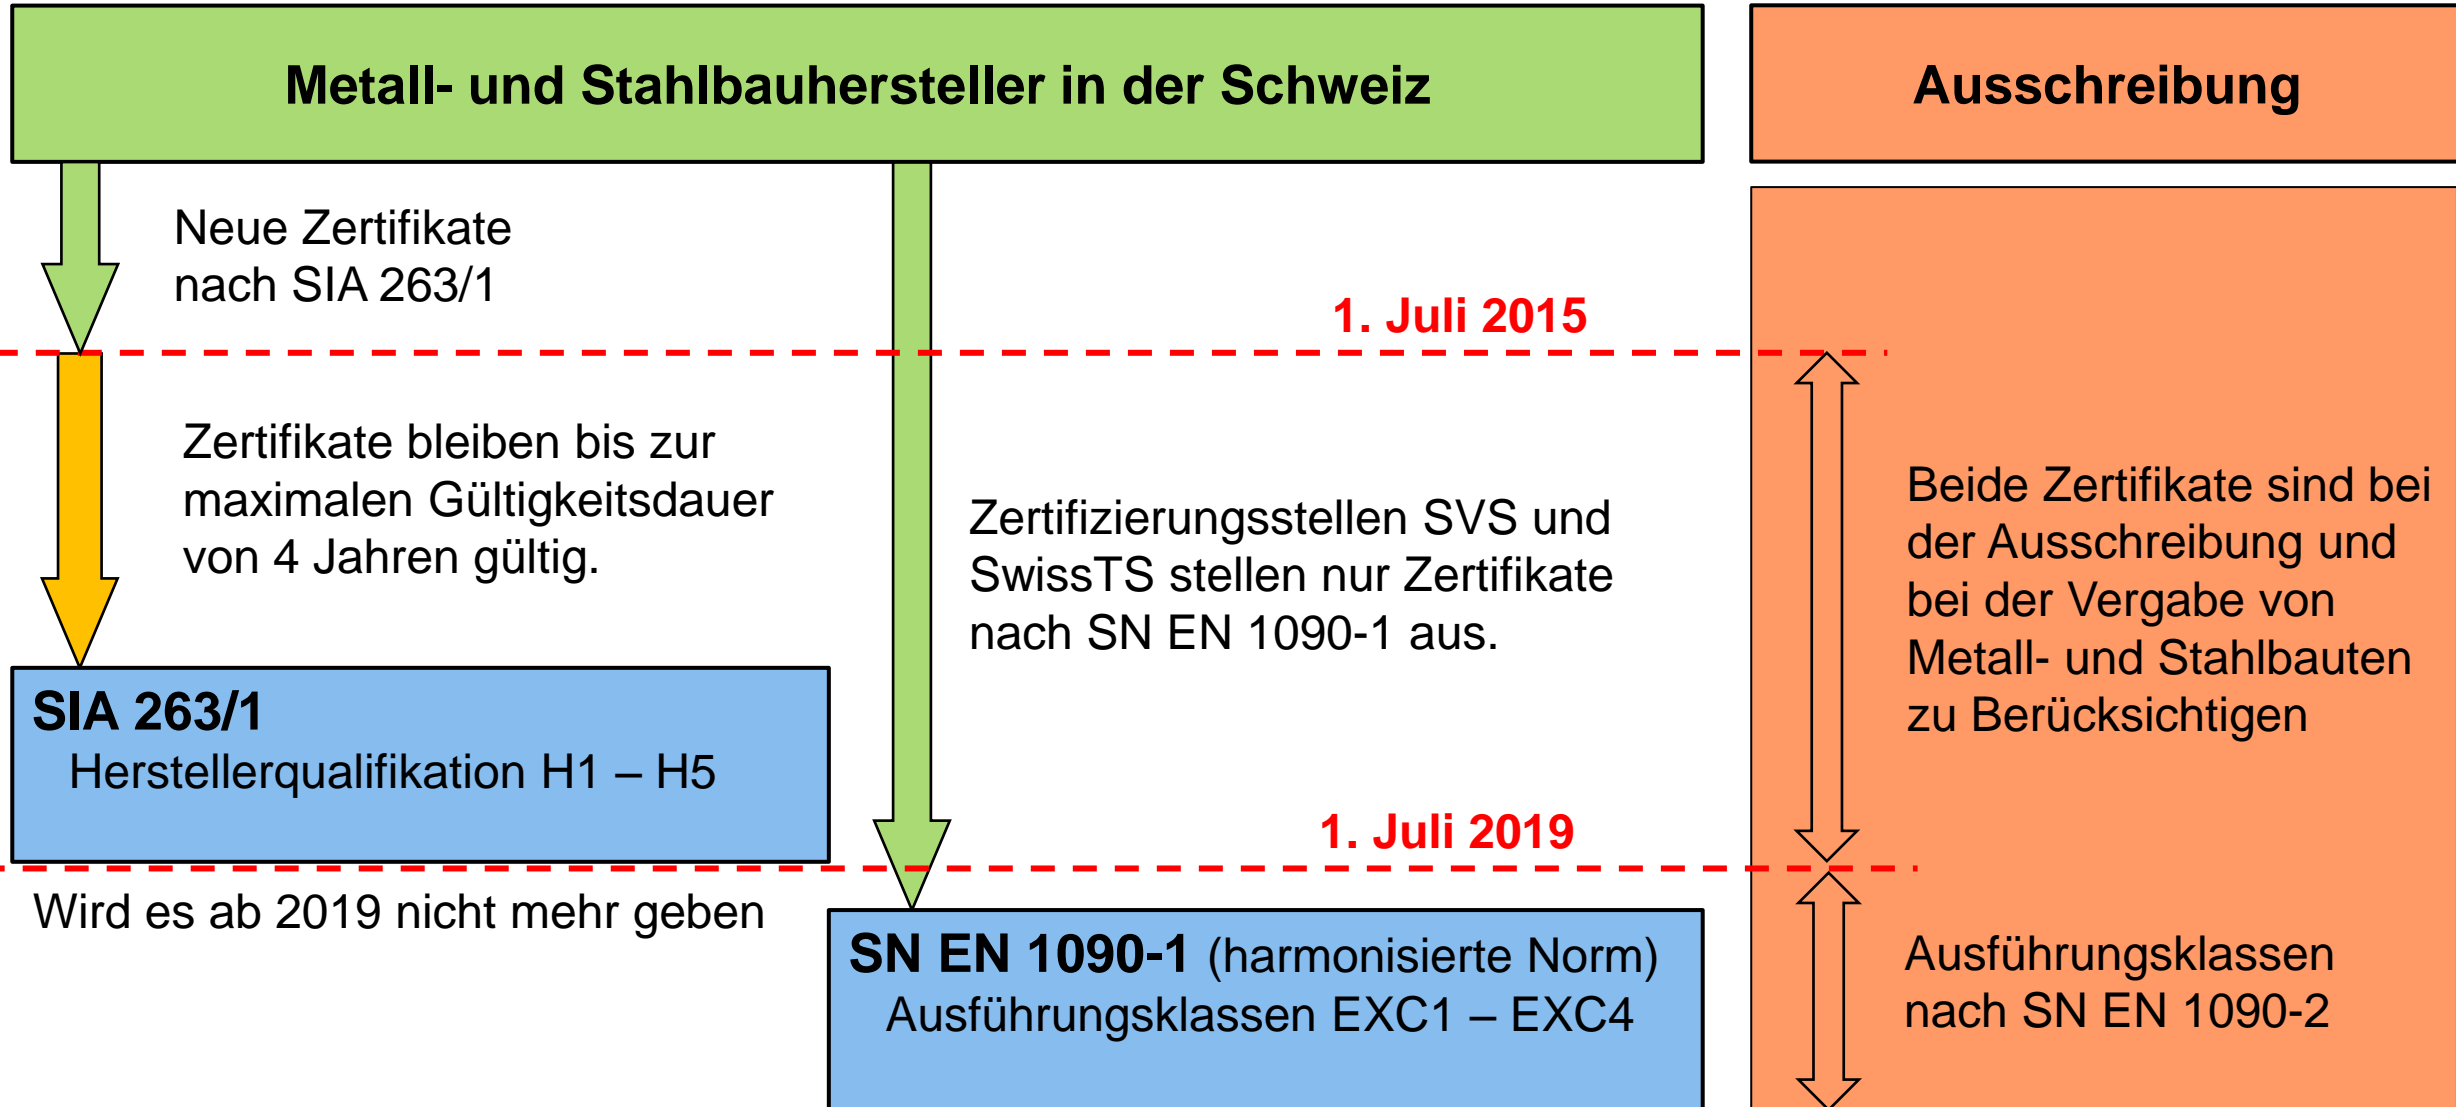 Metall- und Stahlbauhersteller in der Schweiz
Ausschreibung
Neue Zertifikate
nach SIA 263/1
1. Juli 2015
Zertifikate bleiben bis zur
maximalen Gültigkeitsdauer
von 4 Jahren gültig.
Zertifizierungsstellen SVS und
SwissTS stellen nur Zertifikate
nach SN EN 1090-1 aus.
Beide Zertifikate sind bei
der Ausschreibung und
bei der Vergabe von
Metall- und Stahlbauten
zu Berücksichtigen
SIA 263/1
Herstellerqualifikation H1 – H5
1. Juli 2019
Wird es ab 2019 nicht mehr geben
SN EN 1090-1 (harmonisierte Norm)
Ausführungsklassen EXC1 – EXC4
Ausführungsklassen
nach SN EN 1090-2